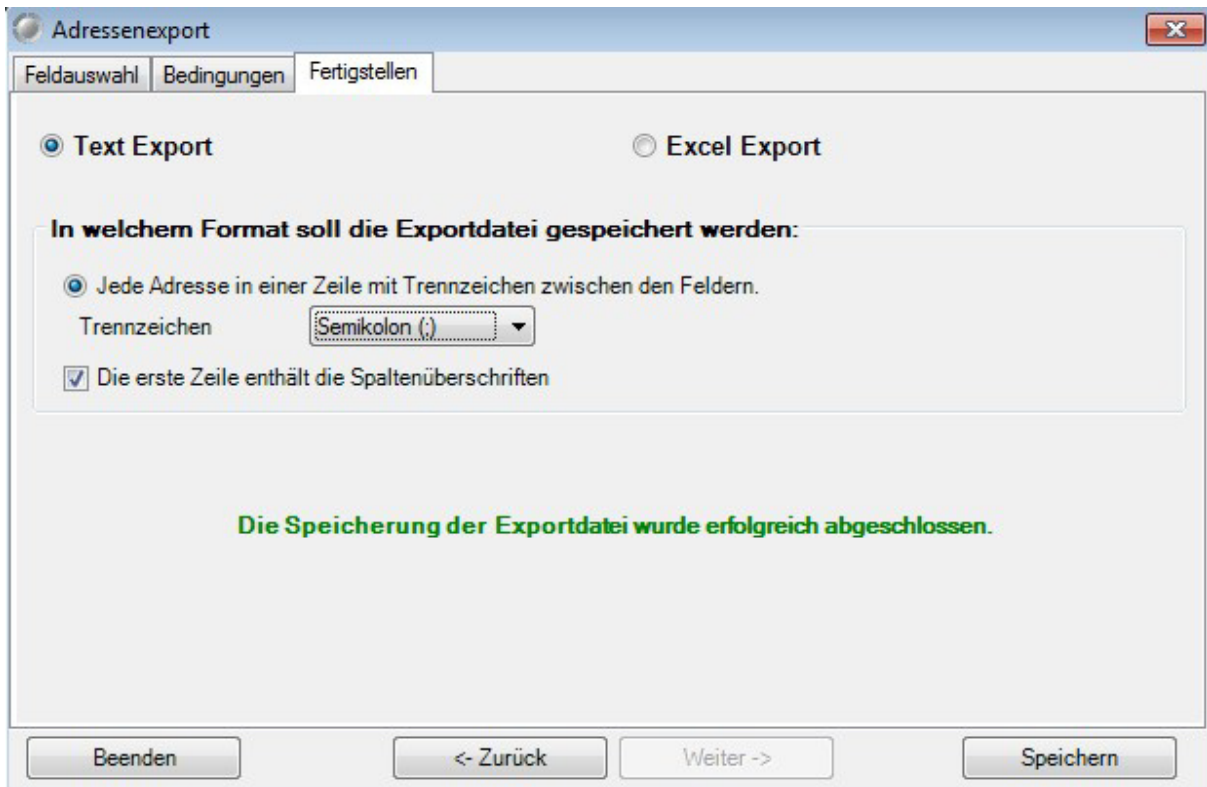 Adressenexport
Feldauswahl Bedingungen Fertigstellen
Text Export Excel Export
In welchem Format soll die Exportdatei gespeichert werden:
Jede Adresse in einer Zeile mit Trennzeichen zwischen den Feldern.
Trennzeichen Semikolon (;)
Die erste Zeile enthält die Spaltenüberschriften
Die Speicherung der Exportdatei wurde erfolgreich abgeschlossen.
Beenden <- Zurück Weiter -> Speichern